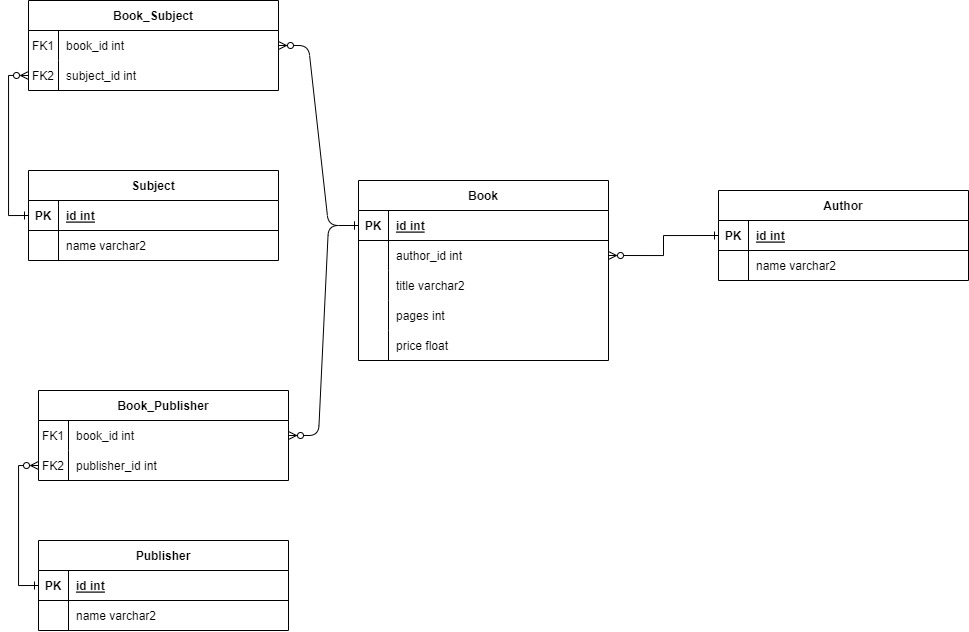 Book_Subject
FK1 book_id int
FK2 subject_id int
Subject
PK id int
name varchar2
Book
PK id int
author_id int
title varchar2
pages int
price float
Author
PK id int
name varchar2
Book_Publisher
FK1 book_id int
FK2 publisher_id int
Publisher
PK id int
name varchar2